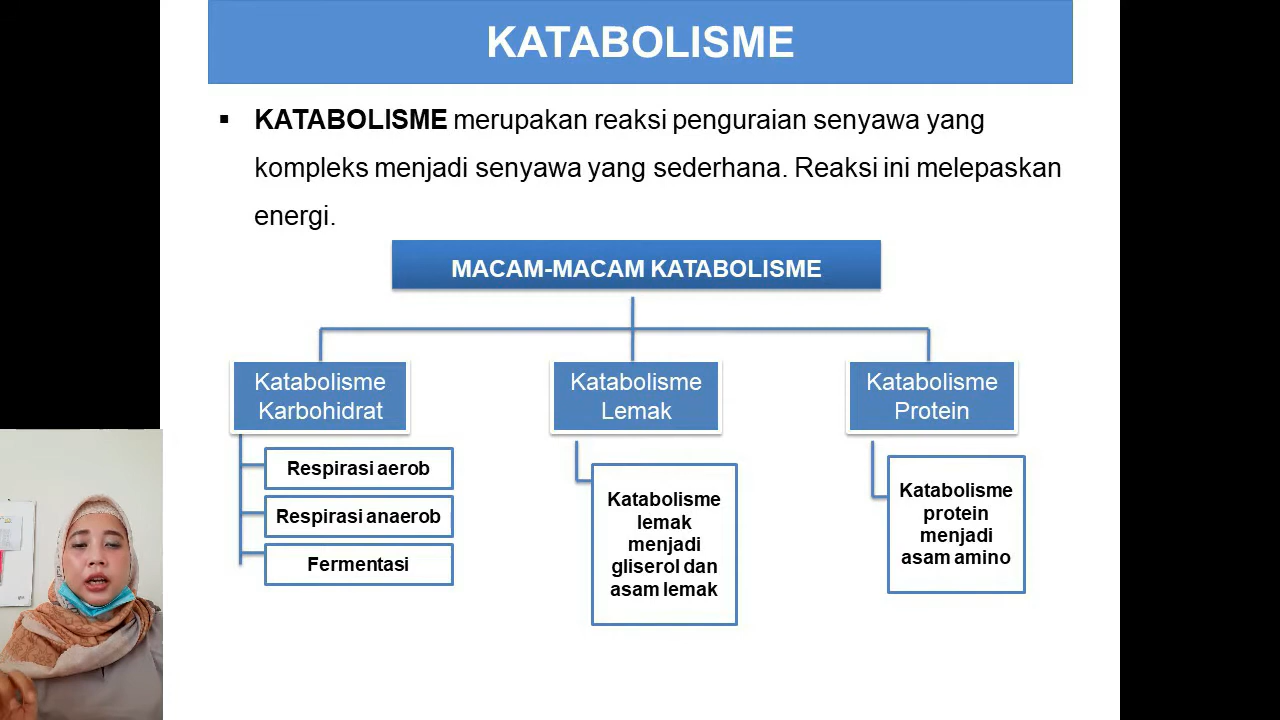 KATABOLISME
▪ KATABOLISME merupakan reaksi penguraian senyawa yang
kompleks menjadi senyawa yang sederhana. Reaksi ini melepaskan
energi.
MACAM-MACAM KATABOLISME
Katabolisme
Karbohidrat
Respirasi aerob
Respirasi anaerob
Fermentasi
Katabolisme
Lemak
Katabolisme
lemak
menjadi
gliserol dan
asam lemak
Katabolisme
Protein
Katabolisme
protein
menjadi
asam amino